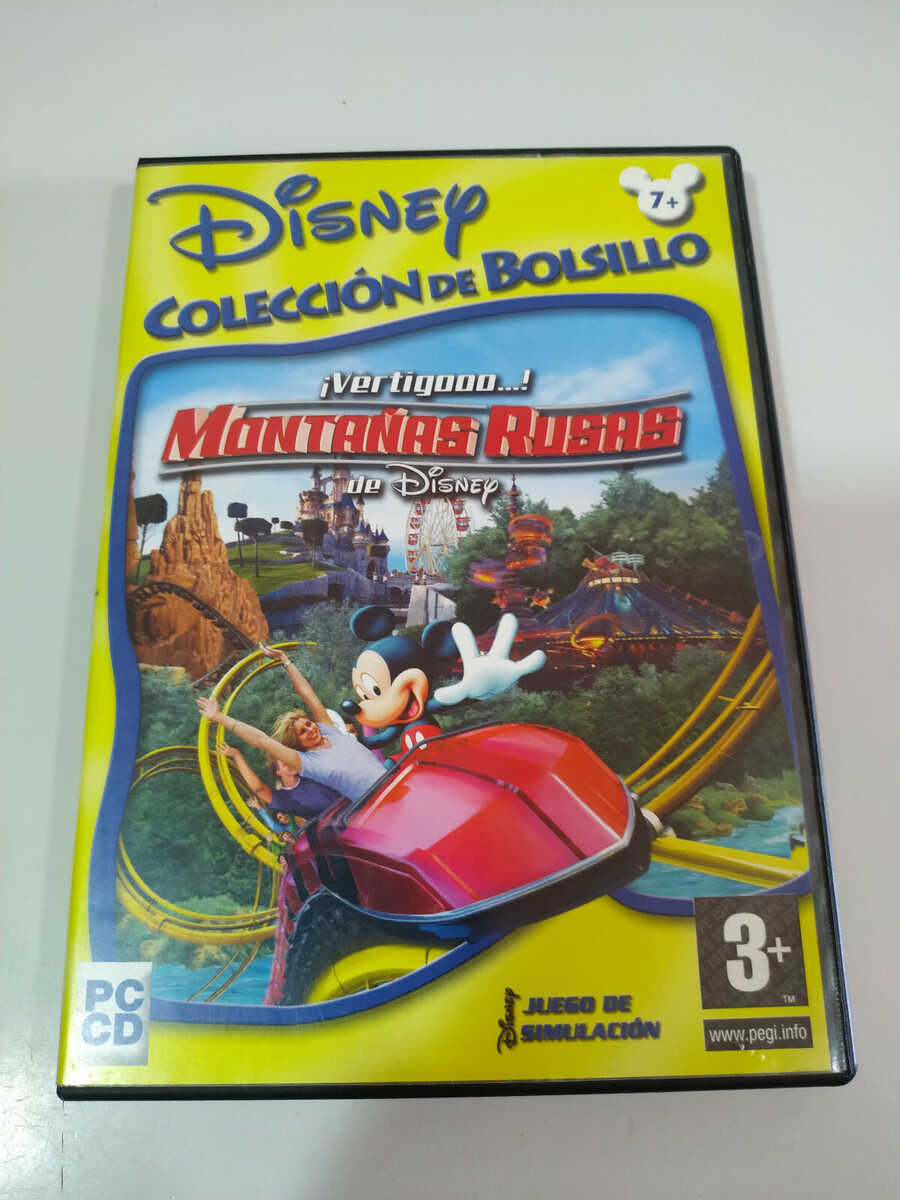 DISNEY
7+
COLECCIÓN DE BOLSILLO
¡Vertigooo...!
MONTAÑAS RUSAS
de DISNEY
3+
TM
PC
CD
DISNEY
JUEGO DE
SIMULACIÓN
www.pegi.info